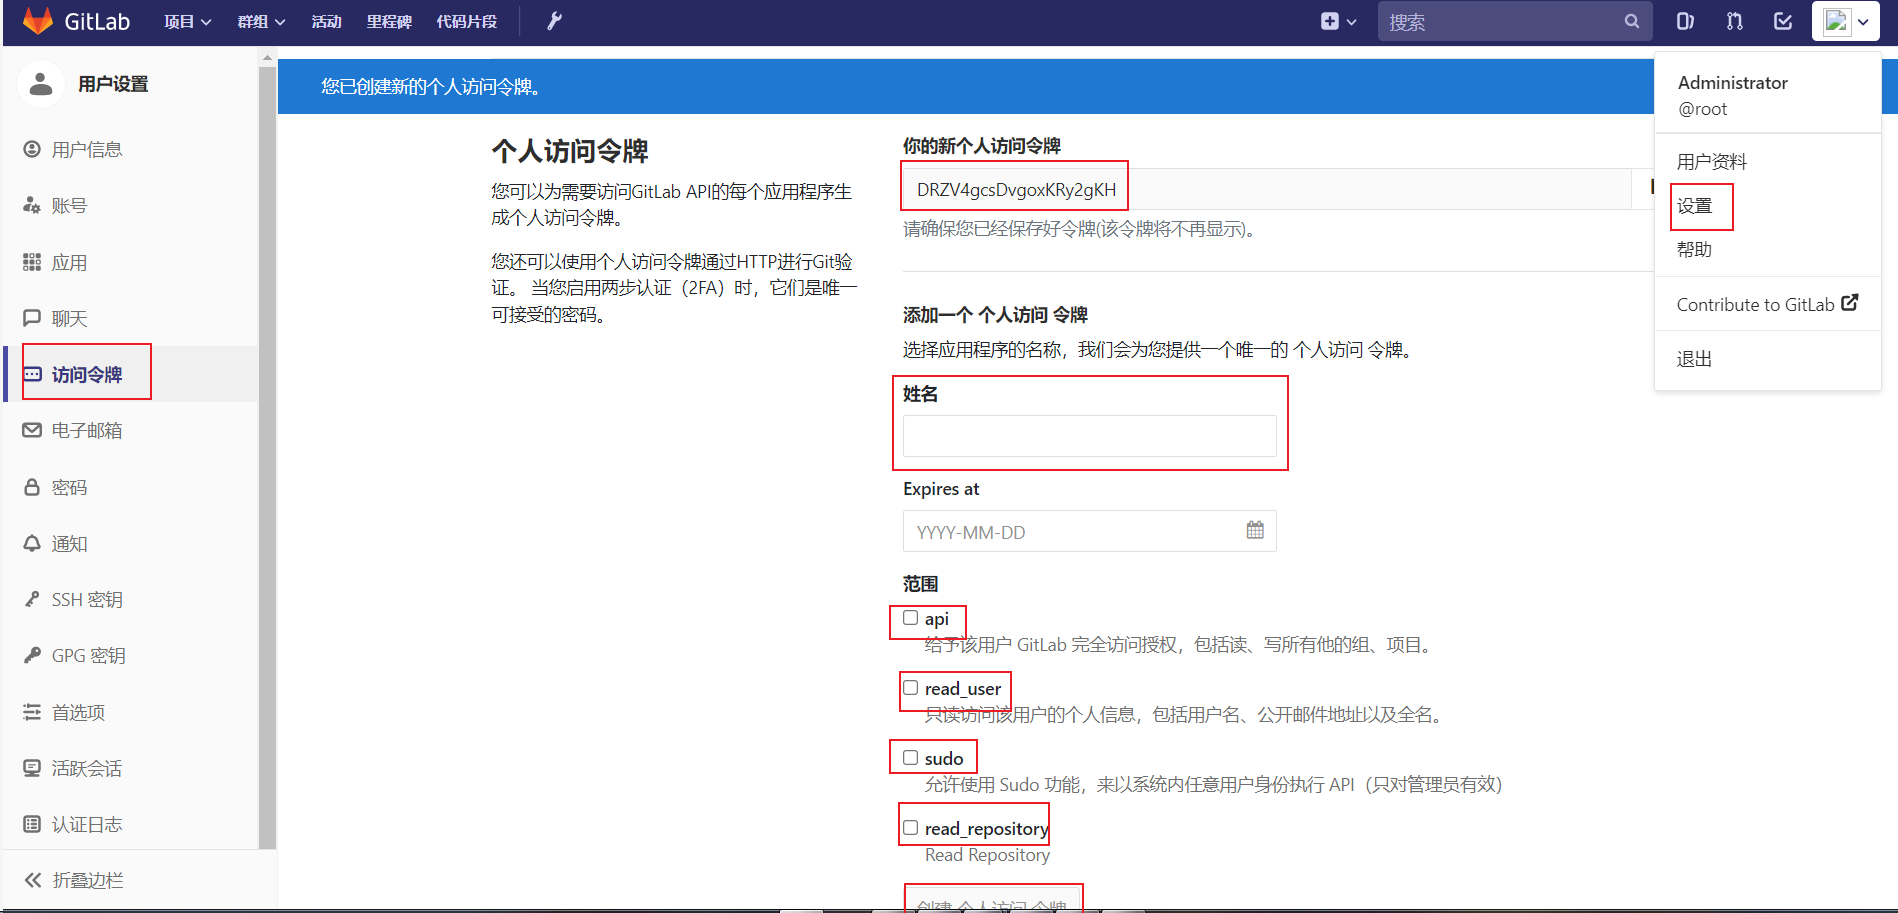 GitLab 项目 群组 活动 里程碑 代码片段 搜索
用户设置
用户信息
账号
应用
聊天
访问令牌
电子邮箱
密码
通知
SSH 密钥
GPG 密钥
首选项
活跃会话
认证日志
折叠边栏
您已创建新的个人访问令牌。
个人访问令牌
您可以为需要访问GitLab API的每个应用程序生
成个人访问令牌。
您还可以使用个人访问令牌通过HTTP进行Git验
证。 当您启用两步认证（2FA）时，它们是唯一
可接受的密码。
你的新个人访问令牌
DRZV4gcsDvgoxKRy2gKH
请确保您已经保存好令牌(该令牌将不再显示)。
添加一个 个人访问 令牌
选择应用程序的名称，我们会为您提供一个唯一的 个人访问 令牌。
姓名
Expires at
YYYY-MM-DD
范围
api
给予该用户 GitLab 完全访问授权，包括读、写所有他的组、项目。
read_user
只读访问该用户的个人信息，包括用户名、公开邮件地址以及全名。
sudo
允许使用 Sudo 功能，来以系统内任意用户身份执行 API（只对管理员有效）
read_repository
Read Repository
创建 个人访问 令牌
Administrator
@root
用户资料
设置
帮助
Contribute to GitLab
退出